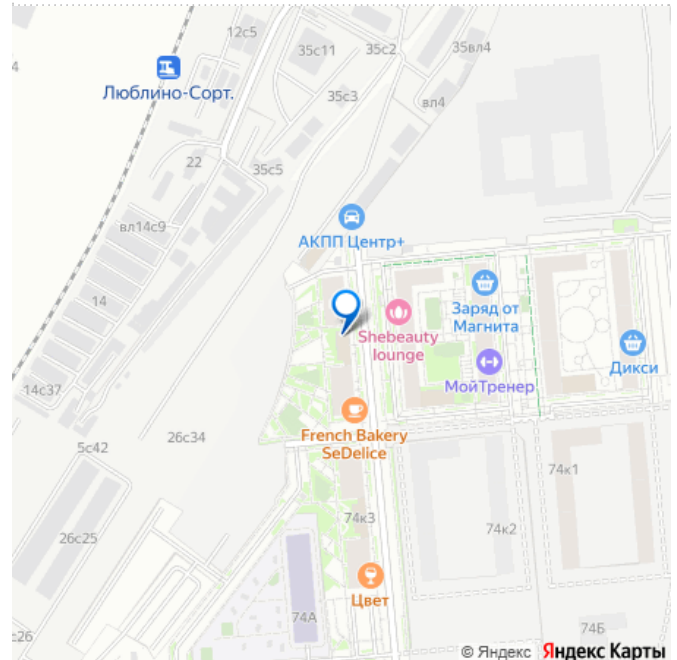 12с5
35с11
35с2
35вл4
4
Люблино-Сорт.
35с3
вл4
22
35с5
вл14с9
АКПП Центр+
14
Заряд от
Магнита
Shebeauty
lounge
МойТренер
Дикси
14с37
26с34
5с42
French Bakery
SeDelice
74к1
26с25
74к3
74к2
Цвет
74А
74Б
с26
© Яндекс Яндекс Карты